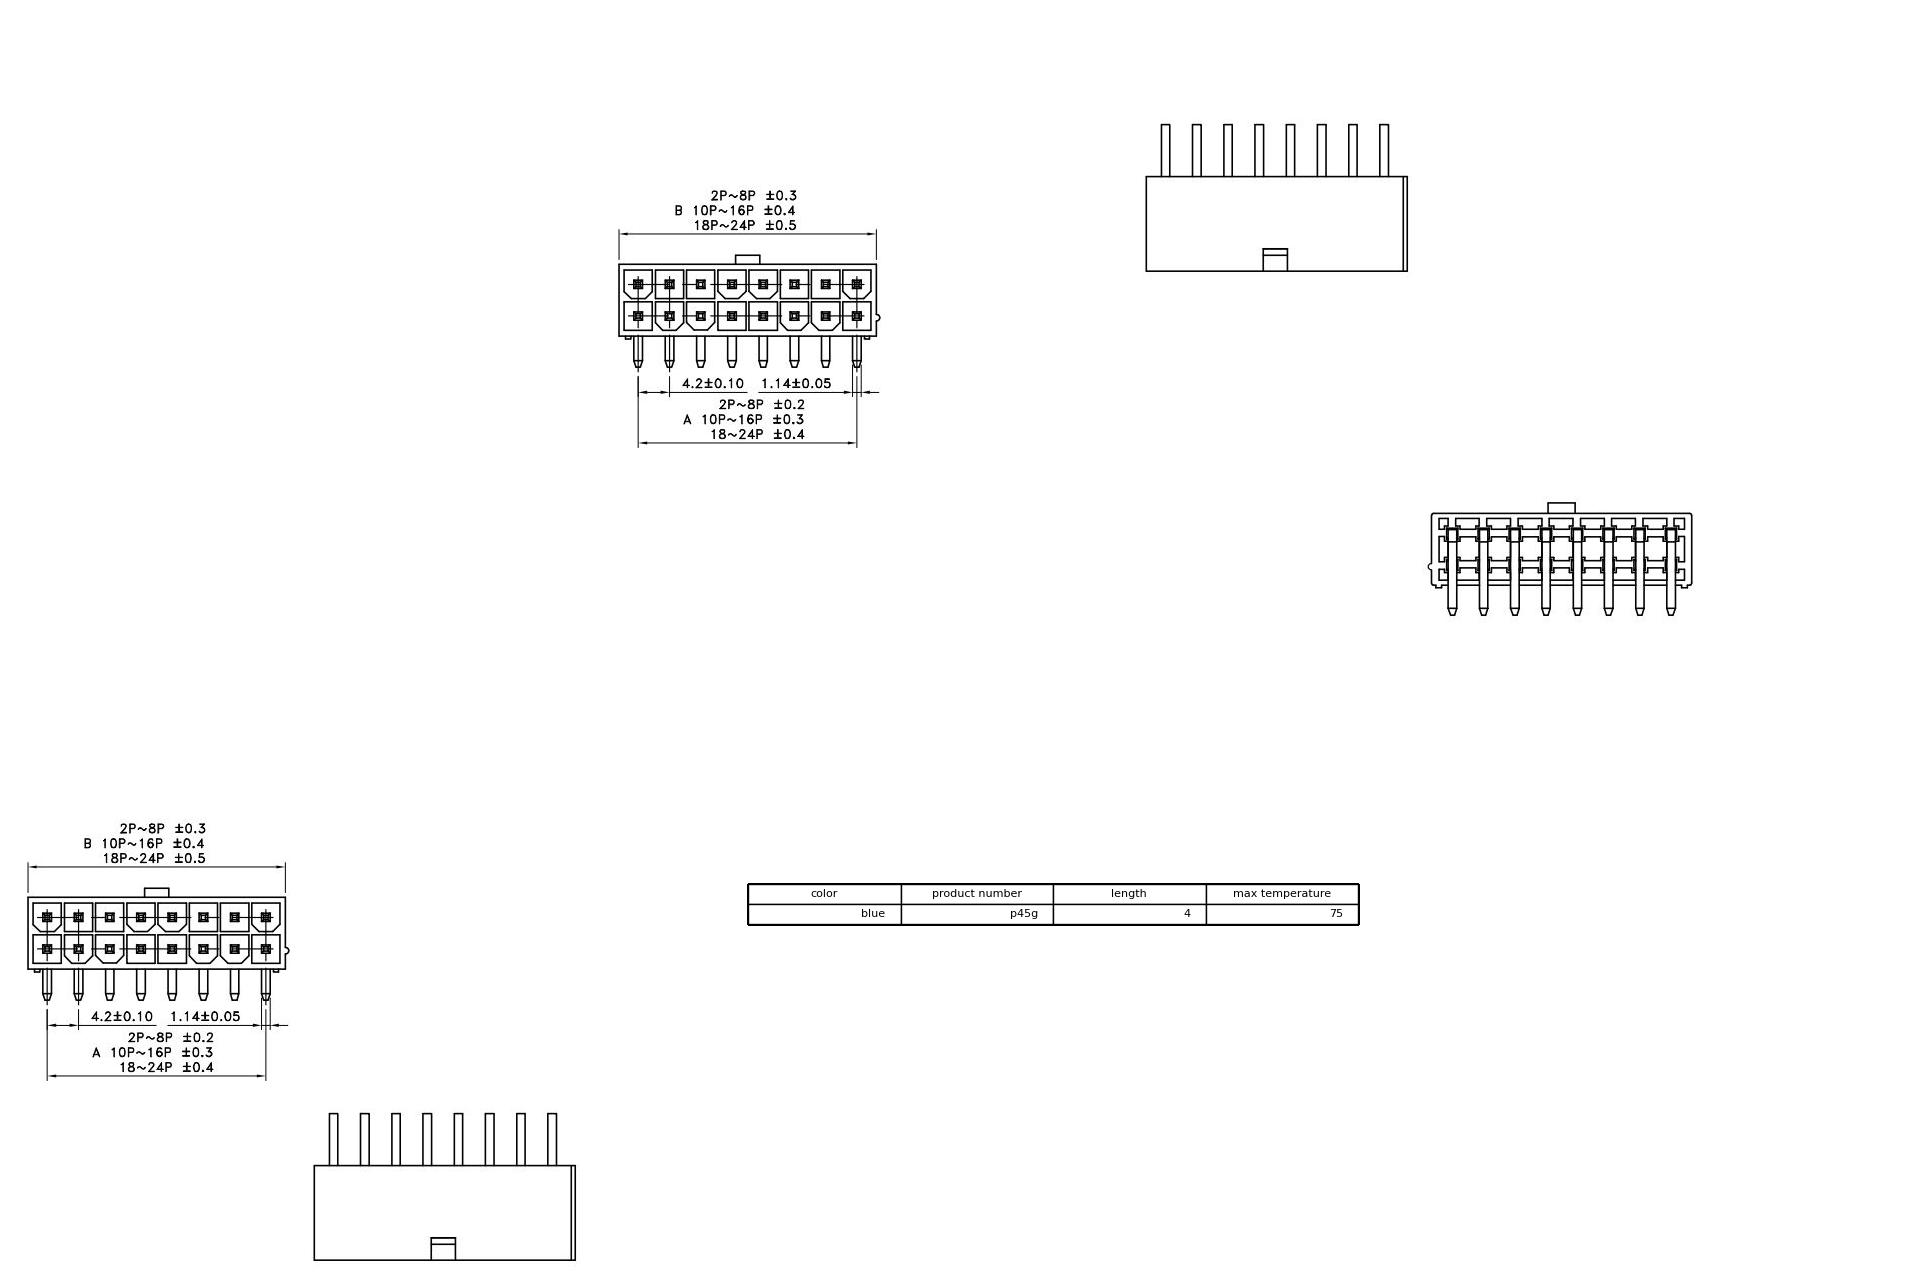 2P~8P ±0.3
B 10P~16P ±0.4
18P~24P ±0.5
4.2±0.10 1.14±0.05
2P~8P ±0.2
A 10P~16P ±0.3
18~24P ±0.4
2P~8P ±0.3
B 10P~16P ±0.4
18P~24P ±0.5
4.2±0.10 1.14±0.05
2P~8P ±0.2
A 10P~16P ±0.3
18~24P ±0.4
color product number length max temperature
blue p45g 4 75